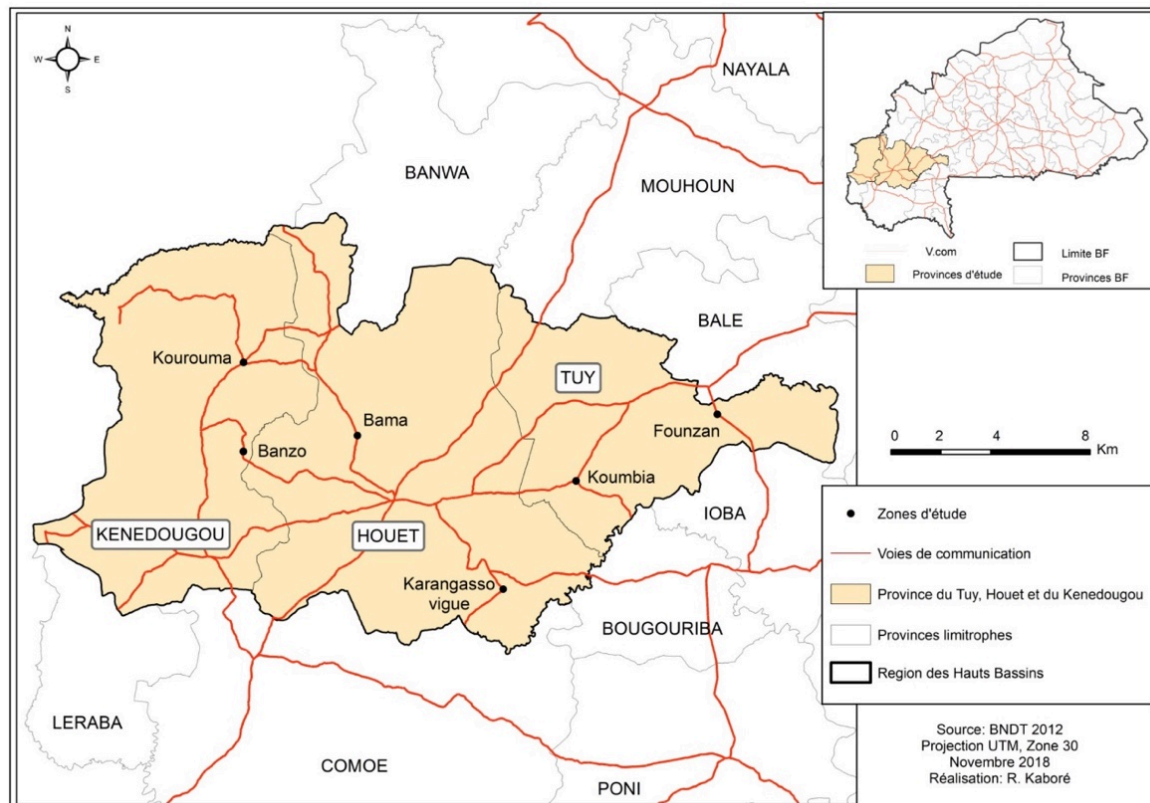 N
W
E
S
NAYALA
BANWA
MOUHOUN
V.com
Limite BF
Provinces d'étude
Provinces BF
BALE
Kourouma
TUY
Bama
Founzan
Banzo
0 2 4 8
Km
Koumbia
IOBA
KENEDOUGOU
HOUET
Karangasso
vigue
BOUGOURIBA
LERABA
COMOE
PONI
Zones d'étude
Voies de communication
Province du Tuy, Houet et du Kenedougou
Provinces limitrophes
Region des Hauts Bassins
Source: BNDT 2012
Projection UTM, Zone 30
Novembre 2018
Réalisation: R. Kaboré